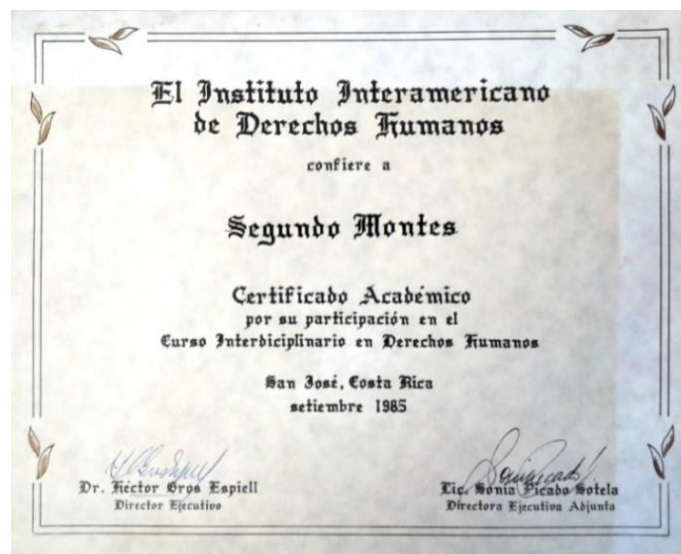 El Instituto Interamericano
de Derechos Humanos
confiere a
Segundo Montes
Certificado Académico
por su participación en el
Curso Interdiciplinario en Derechos Humanos
San José, Costa Rica
setiembre 1985
Dr. Héctor Gros Espiell
Director Ejecutivo
Lic. Sonia Picado Sotela
Directora Ejecutiva Adjunta